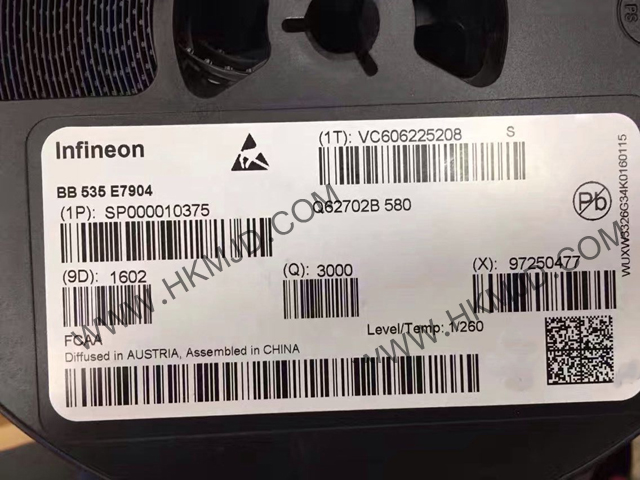 Infineon
(1T): VC606225208 S
BB 535 E7904
(1P): SP000010375
Q62702B 580
Pb
(9D): 1602
(Q): 3000
(X): 97250477
FCAA
Level/Temp: 1/260
Diffused in AUSTRIA, Assembled in CHINA
WUXW5326G34K0160115
WWW.HKMJD.COM
WWW.HKMJD.COM
WWW.HKMJD.COM